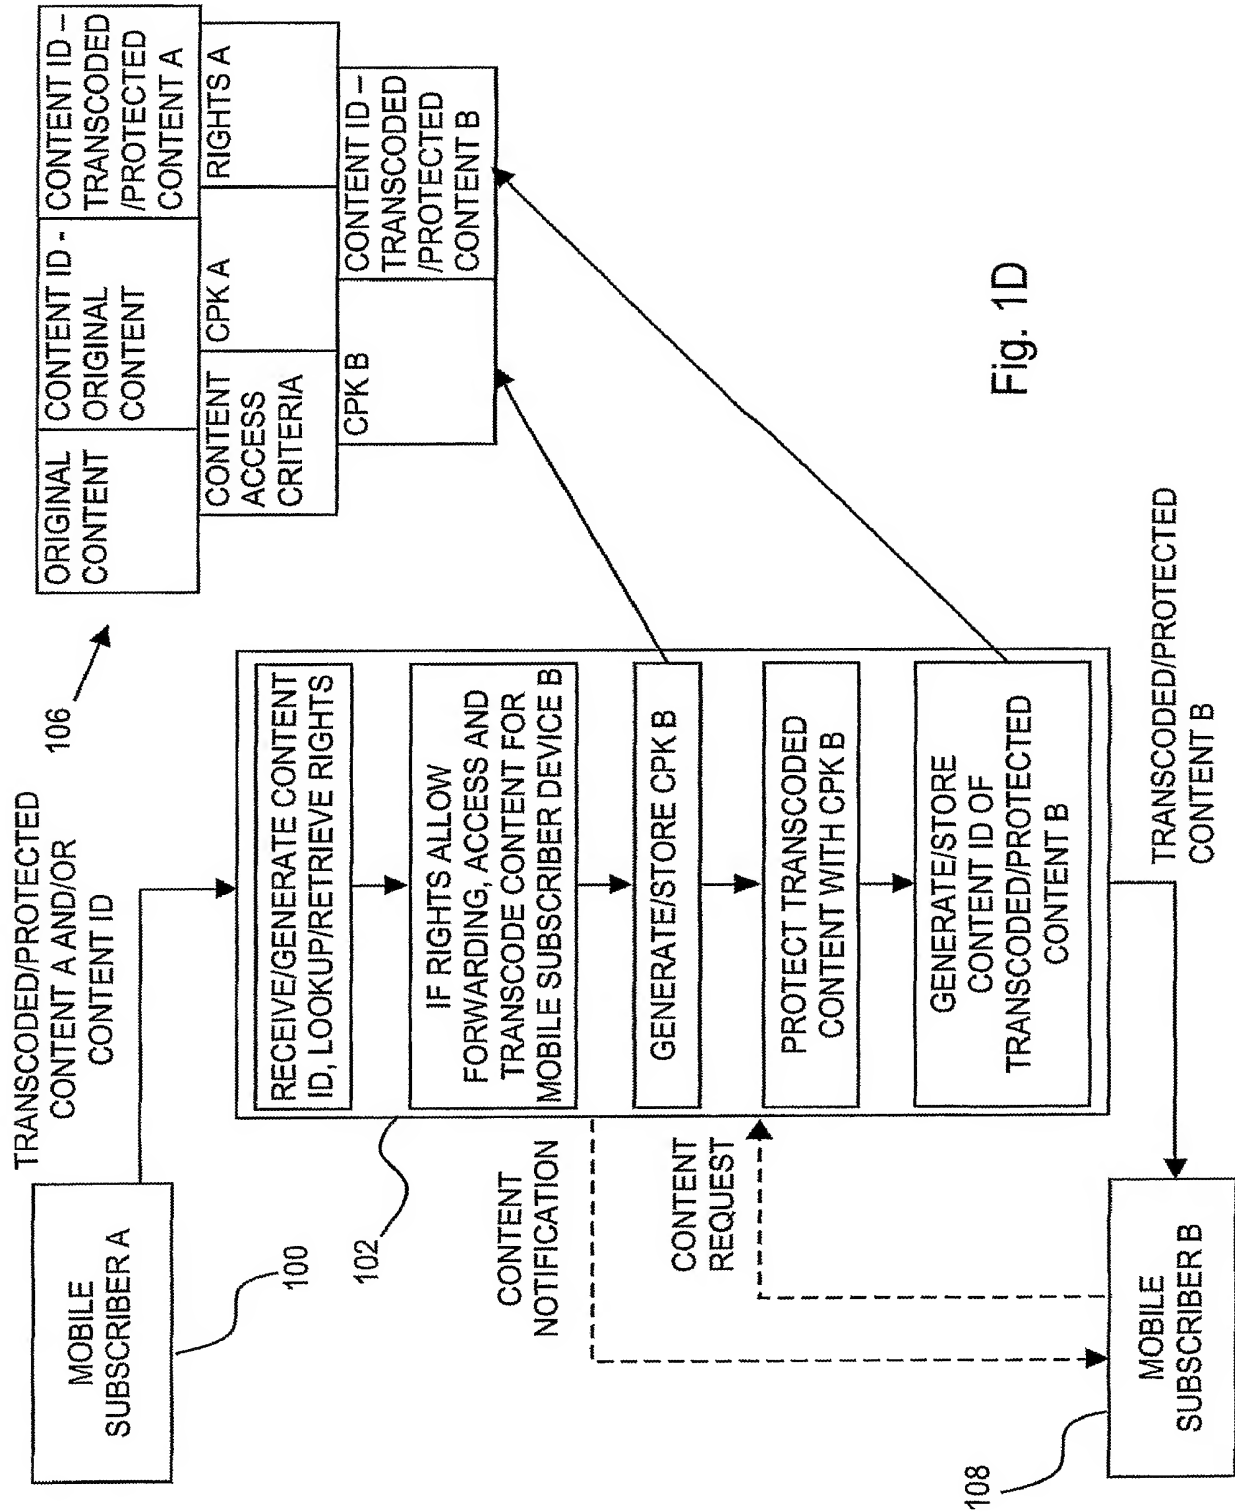 TRANSCODED/PROTECTED
CONTENT A AND/OR
CONTENT ID
MOBILE
SUBSCRIBER A
100
102
106
ORIGINAL
CONTENT
CONTENT ID -
ORIGINAL
CONTENT
CONTENT ID –
TRANSCODED
/PROTECTED
CONTENT A
CONTENT
ACCESS
CRITERIA
CPK A
RIGHTS A
CPK B
CONTENT ID –
TRANSCODED
/PROTECTED
CONTENT B
RECEIVE/GENERATE CONTENT
ID, LOOKUP/RETRIEVE RIGHTS
IF RIGHTS ALLOW
FORWARDING, ACCESS AND
TRANSCODE CONTENT FOR
MOBILE SUBSCRIBER DEVICE B
GENERATE/STORE CPK B
PROTECT TRANSCODED
CONTENT WITH CPK B
GENERATE/STORE
CONTENT ID OF
TRANSCODED/PROTECTED
CONTENT B
CONTENT
NOTIFICATION
CONTENT
REQUEST
TRANSCODED/PROTECTED
CONTENT B
MOBILE
SUBSCRIBER B
108
Fig. 1D